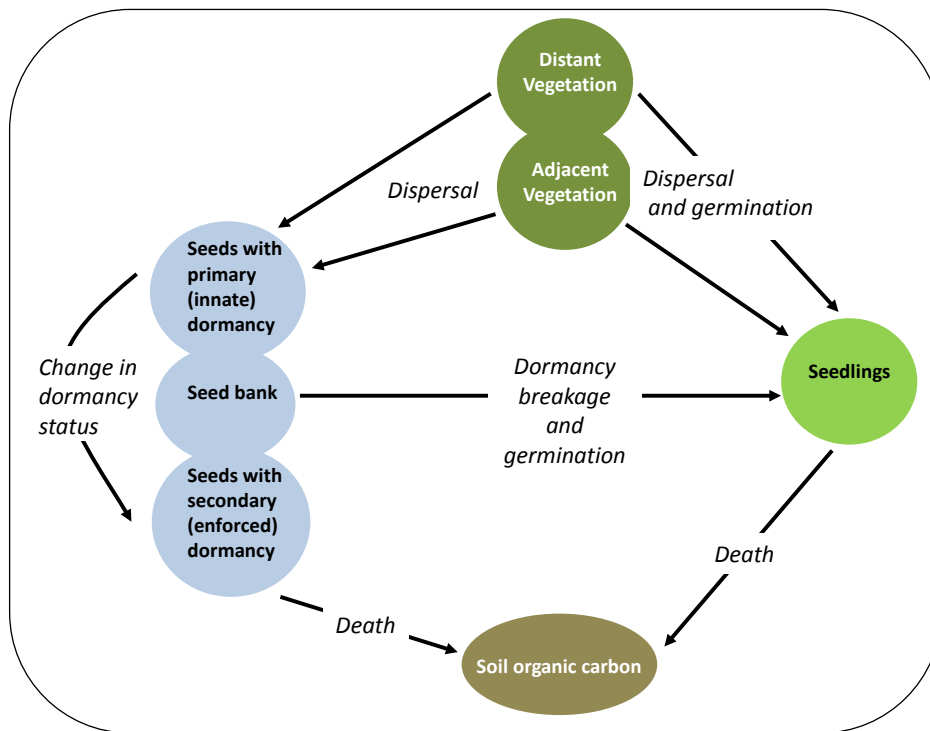 Distant
Vegetation
Adjacent
Vegetation
Dispersal
Dispersal
and germination
Seeds with
primary
(innate)
dormancy
Change in
dormancy
status
Seed bank
Dormancy
breakage
and
germination
Seedlings
Seeds with
secondary
(enforced)
dormancy
Death
Death
Soil organic carbon